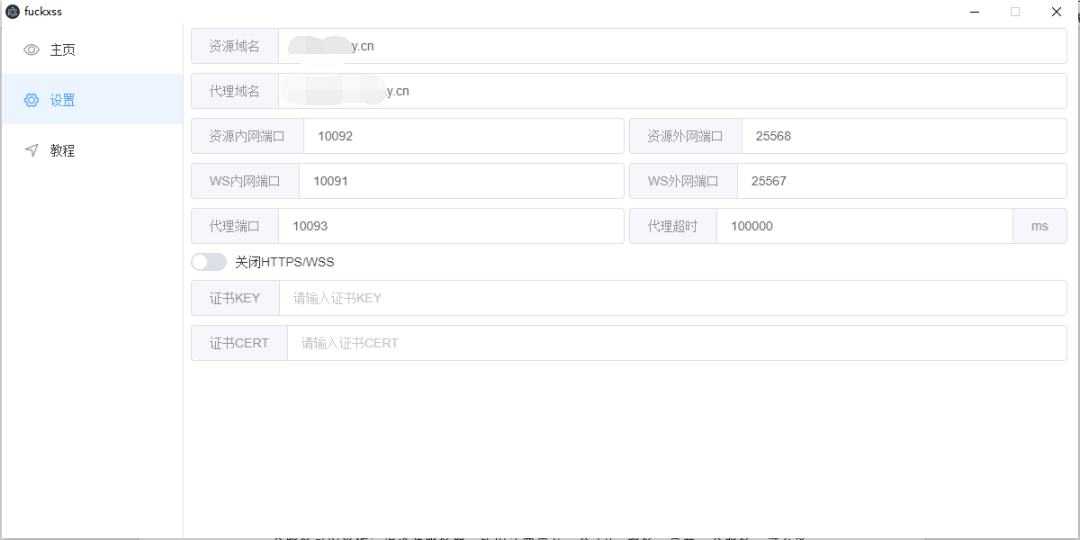 fuckxss
主页
设置
教程
资源域名 y.cn
代理域名 y.cn
资源内网端口 10092 资源外网端口 25568
WS内网端口 10091 WS外网端口 25567
代理端口 10093 代理超时 100000 ms
关闭HTTPS/WSS
证书KEY 请输入证书KEY
证书CERT 请输入证书CERT